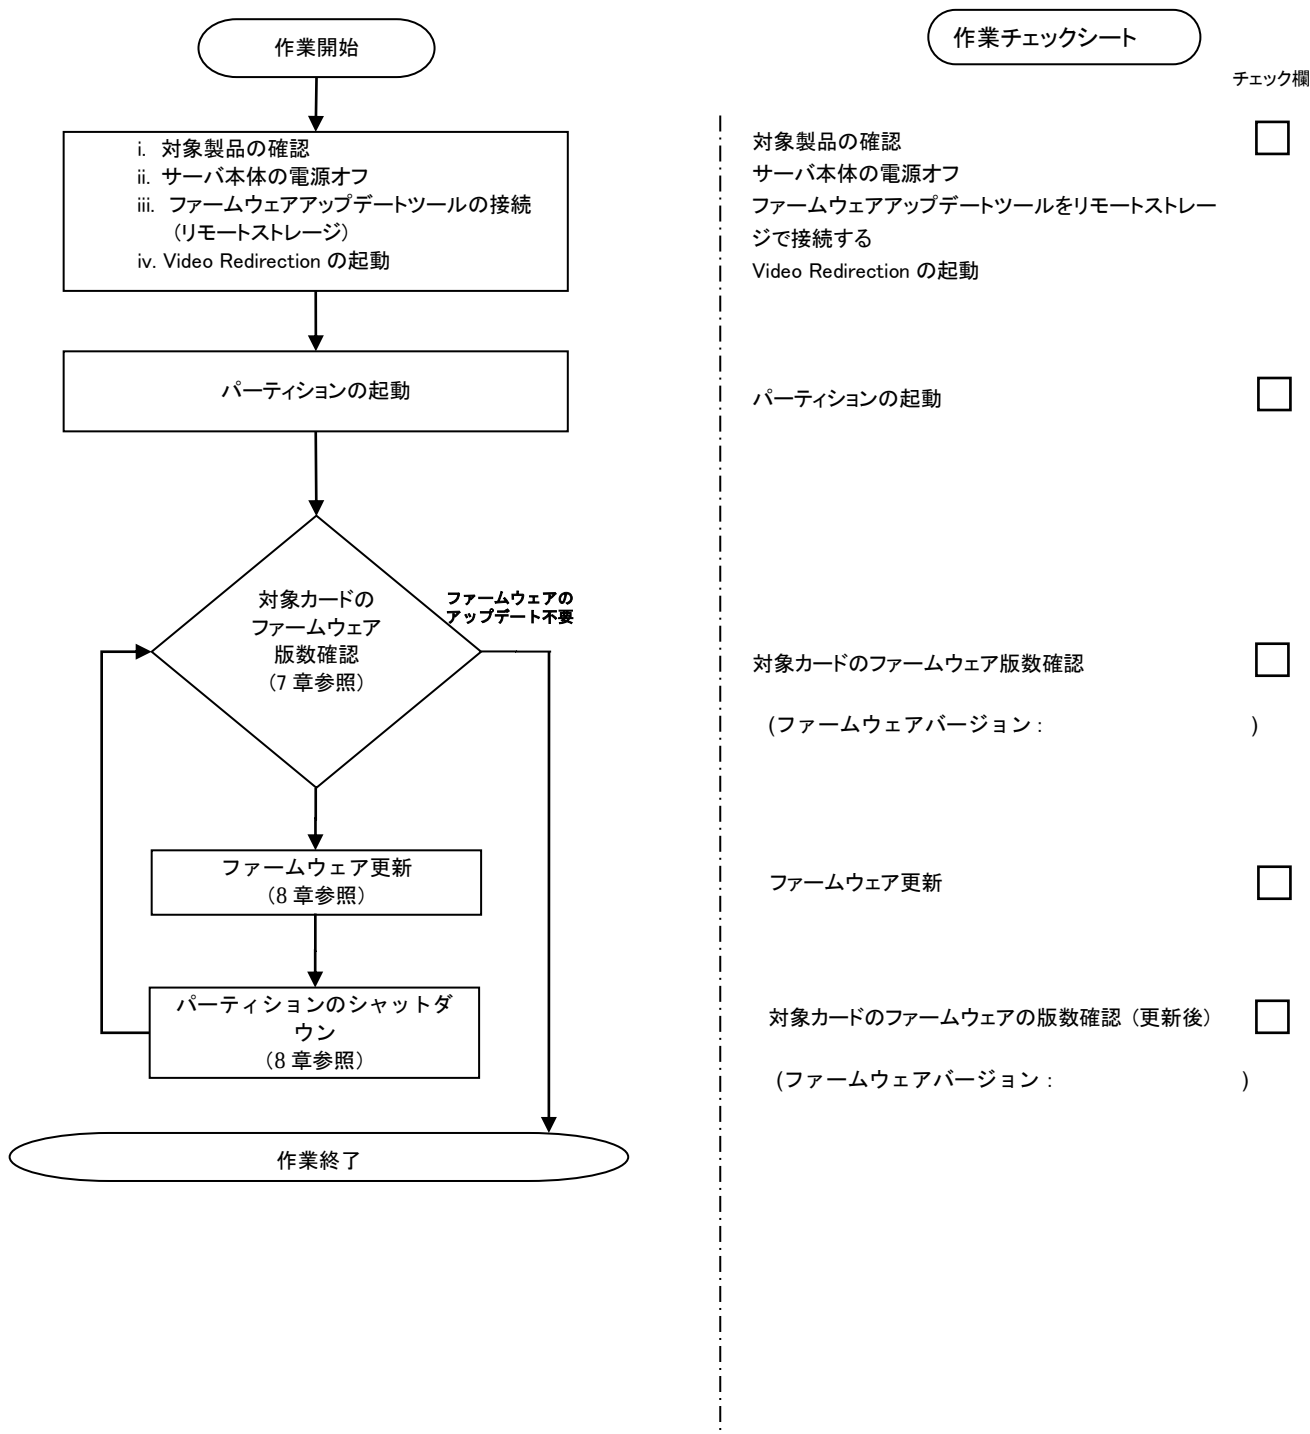 作業開始
i. 対象製品の確認
ii. サーバ本体の電源オフ
iii. ファームウェアアップデートツールの接続
(リモートストレージ)
iv. Video Redirection の起動
パーティションの起動
対象カードの
ファームウェア
版数確認
(7 章参照)
ファームウェアの
アップデート不要
ファームウェア更新
(8 章参照)
パーティションのシャットダ
ウン
(8 章参照)
作業終了
作業チェックシート
チェック欄
対象製品の確認
サーバ本体の電源オフ
ファームウェアアップデートツールをリモートストレー
ジで接続する
Video Redirection の起動
パーティションの起動
対象カードのファームウェア版数確認
(ファームウェアバージョン : )
ファームウェア更新
対象カードのファームウェアの版数確認 (更新後)
(ファームウェアバージョン : )